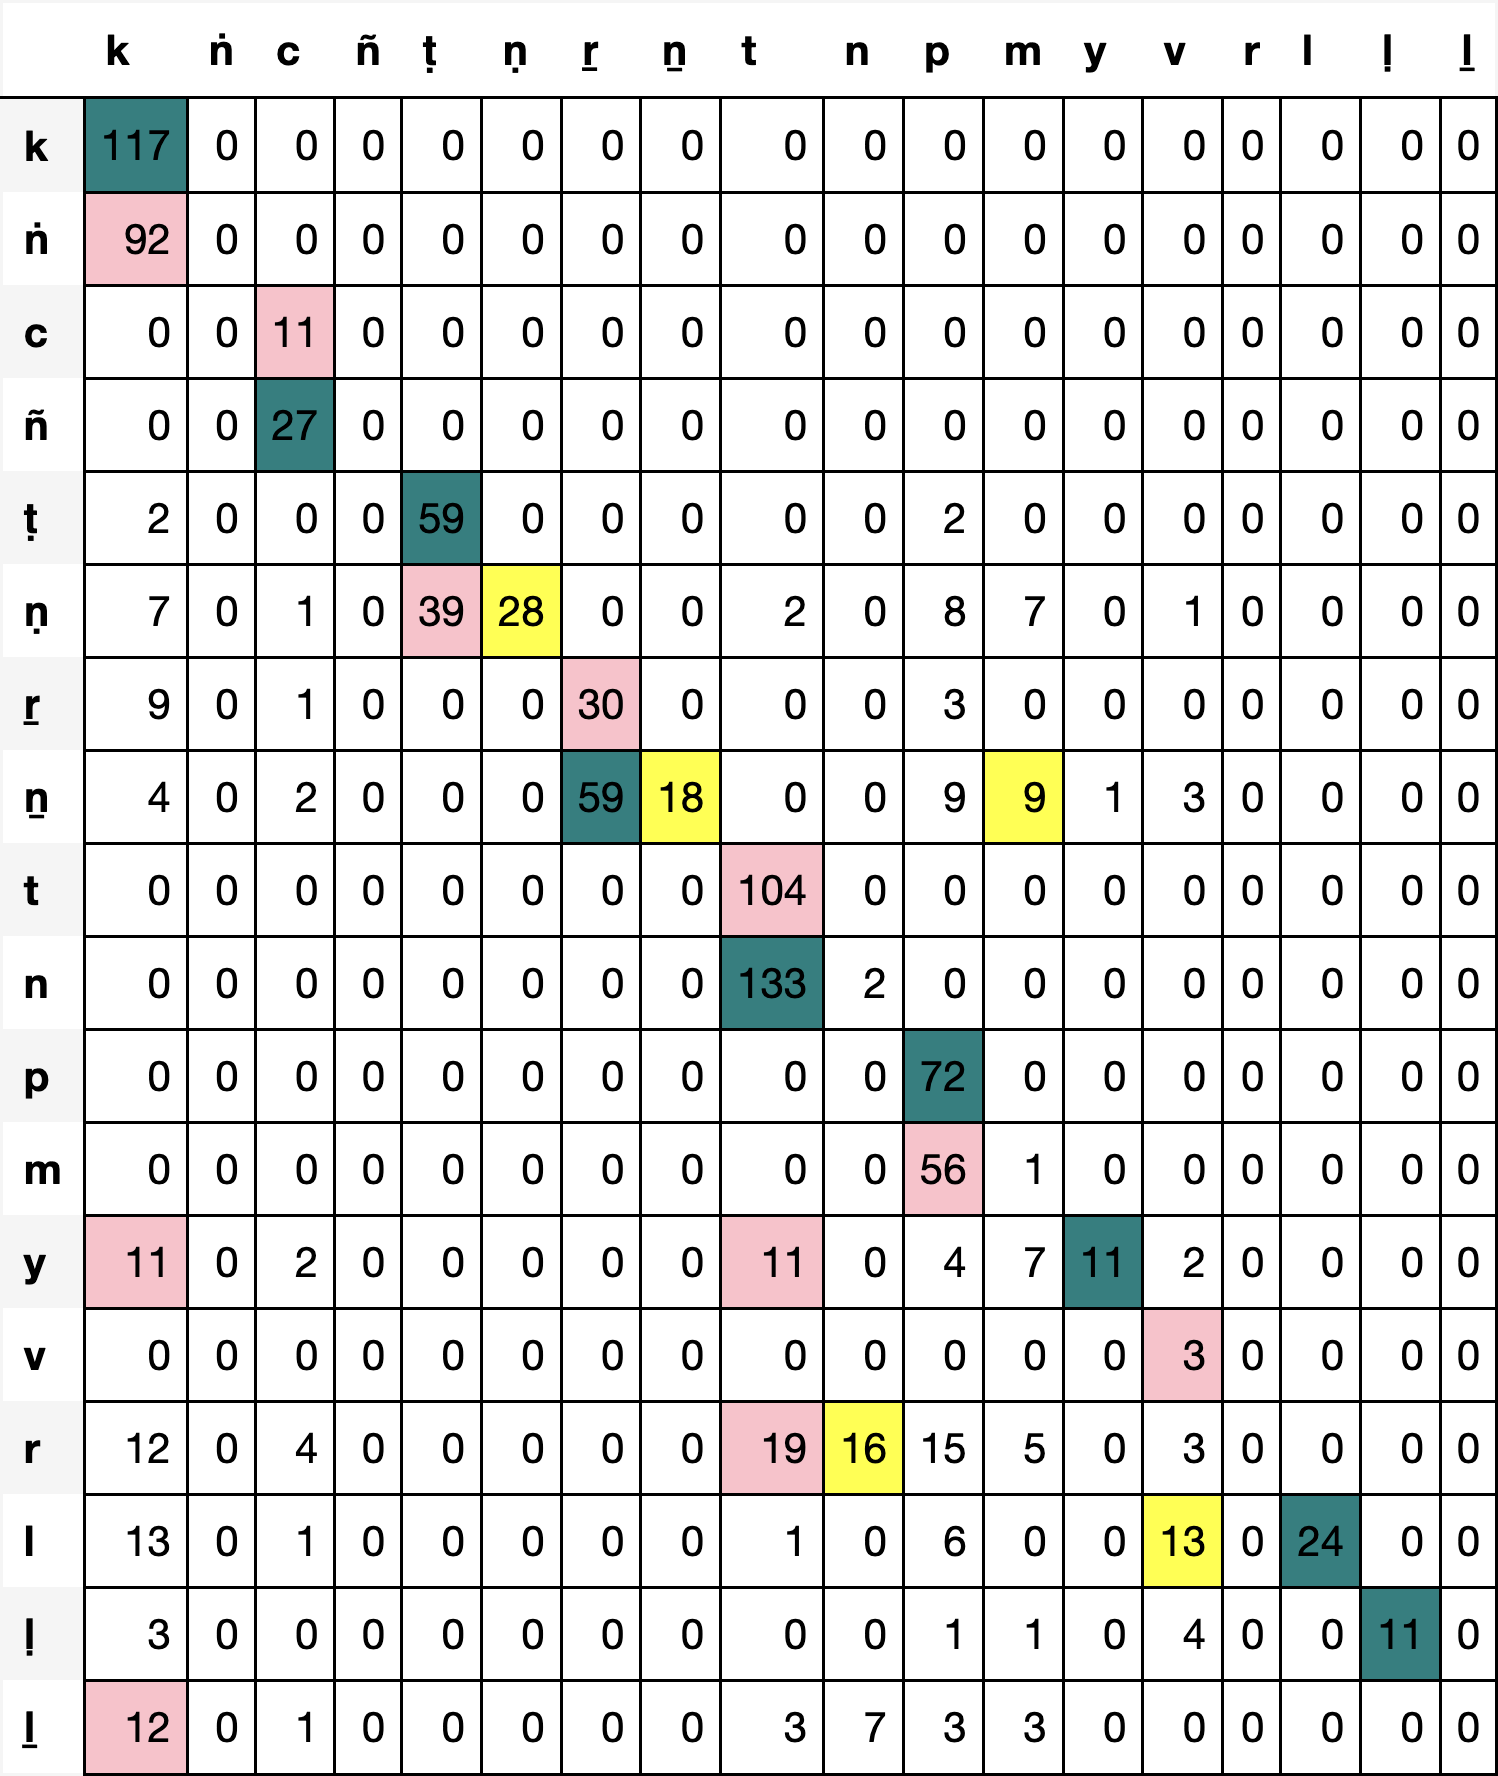 k ṅ c ñ ṭ ṇ ṟ ṉ t n p m y v r l ḷ ḻ
k 117 0 0 0 0 0 0 0 0 0 0 0 0 0 0 0 0 0
ṅ 92 0 0 0 0 0 0 0 0 0 0 0 0 0 0 0 0 0
c 0 0 11 0 0 0 0 0 0 0 0 0 0 0 0 0 0 0
ñ 0 0 27 0 0 0 0 0 0 0 0 0 0 0 0 0 0 0
ṭ 2 0 0 0 59 0 0 0 0 0 2 0 0 0 0 0 0 0
ṇ 7 0 1 0 39 28 0 0 2 0 8 7 0 1 0 0 0 0
ṟ 9 0 1 0 0 0 30 0 0 0 3 0 0 0 0 0 0 0
ṉ 4 0 2 0 0 0 59 18 0 0 9 9 1 3 0 0 0 0
t 0 0 0 0 0 0 0 0 104 0 0 0 0 0 0 0 0 0
n 0 0 0 0 0 0 0 0 133 2 0 0 0 0 0 0 0 0
p 0 0 0 0 0 0 0 0 0 0 72 0 0 0 0 0 0 0
m 0 0 0 0 0 0 0 0 0 0 56 1 0 0 0 0 0 0
y 11 0 2 0 0 0 0 0 11 0 4 7 11 2 0 0 0 0
v 0 0 0 0 0 0 0 0 0 0 0 0 0 3 0 0 0 0
r 12 0 4 0 0 0 0 0 19 16 15 5 0 3 0 0 0 0
l 13 0 1 0 0 0 0 0 1 0 6 0 0 13 0 24 0 0
ḷ 3 0 0 0 0 0 0 0 0 0 1 1 0 4 0 0 11 0
ḻ 12 0 1 0 0 0 0 0 3 7 3 3 0 0 0 0 0 0